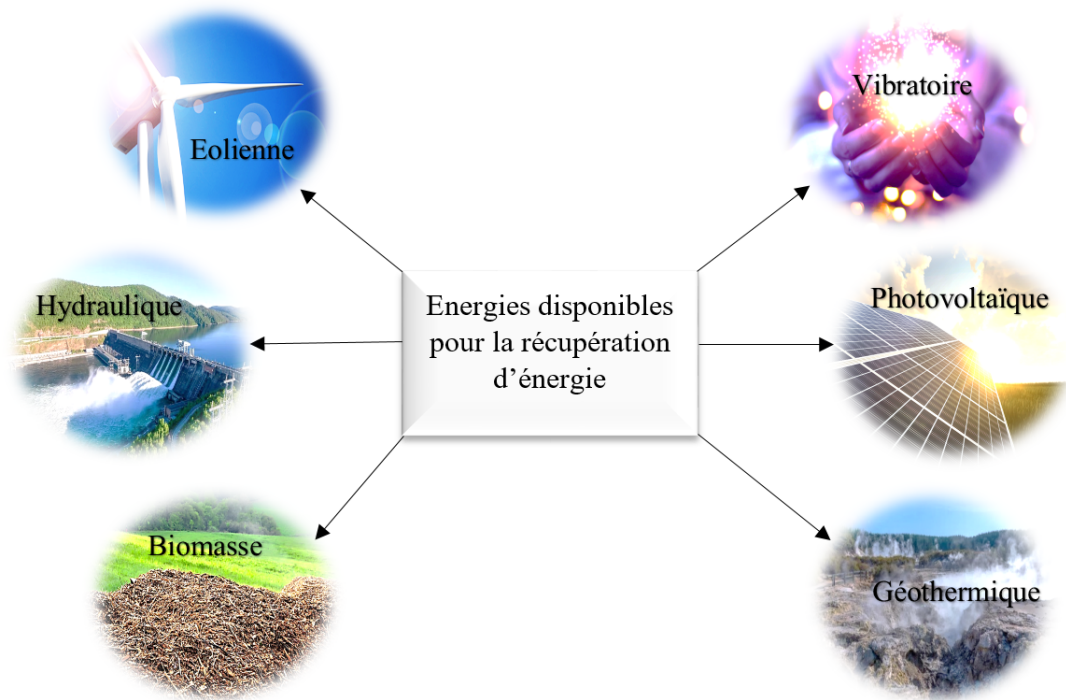 Eolienne
Vibratoire
Hydraulique
Energies disponibles
pour la récupération
d’énergie
Photovoltaïque
Biomasse
Géothermique